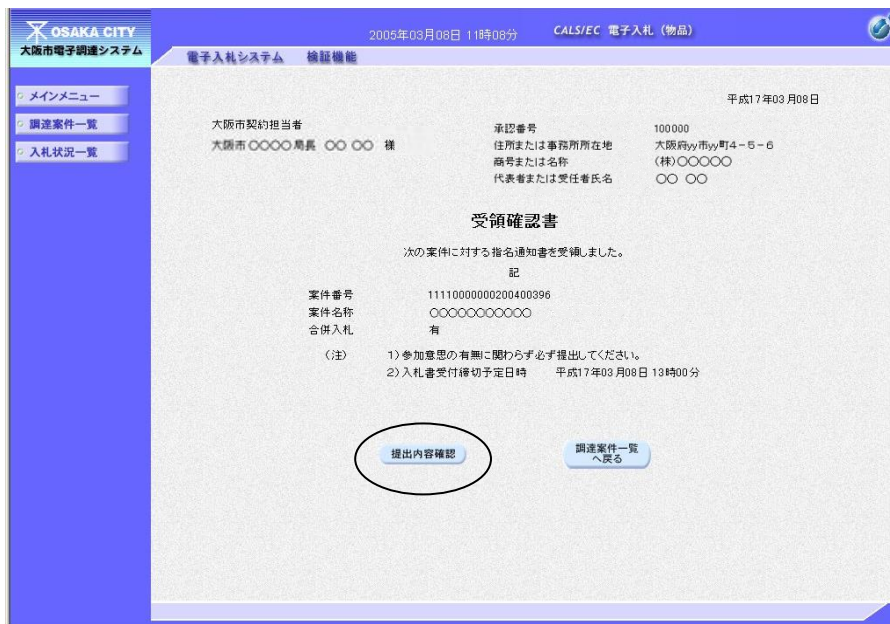 OSAKA CITY
大阪市電子調達システム
2005年03月08日 11時08分
CALS/EC 電子入札（物品）
電子入札システム 検証機能
メインメニュー
調達案件一覧
入札状況一覧
平成17年03月08日
大阪市契約担当者
大阪市○○○○局長 ○○ ○○ 様
承認番号 100000
住所または事務所所在地 大阪府yy市yy町4－5－6
商号または名称 (株)○○○○○
代表者または受任者氏名 ○○ ○○
受領確認書
次の案件に対する指名通知書を受領しました。
記
案件番号 11110000000200400396
案件名称 ○○○○○○○○○○○
合併入札 有
（注） 1)参加意思の有無に関わらず必ず提出してください。
2)入札書受付締切予定日時 平成17年03月08日 13時00分
提出内容確認
調達案件一覧
へ戻る